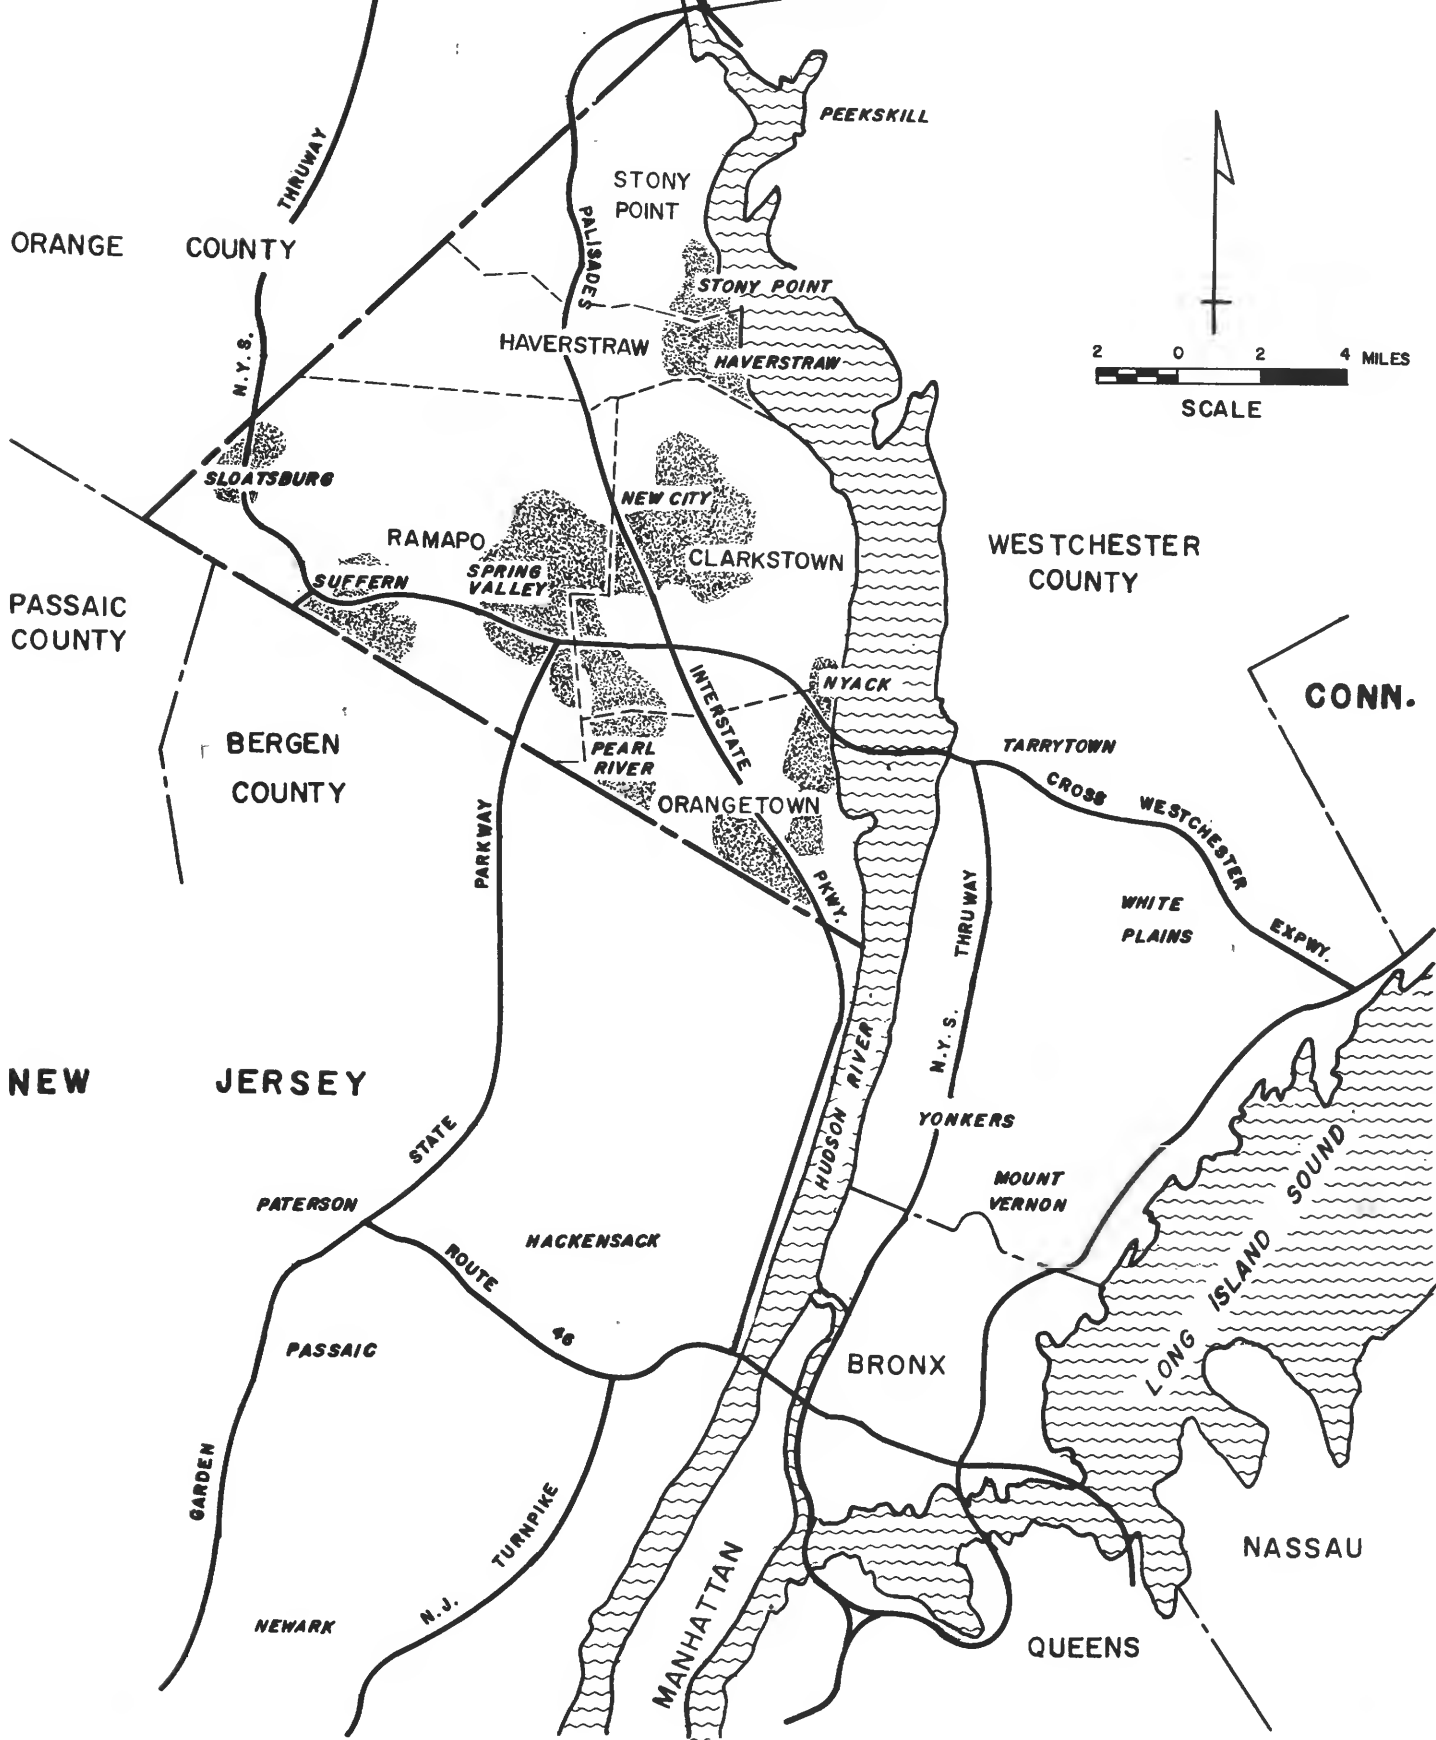 PEEKSKILL
THRUWAY
STONY
POINT
ORANGE COUNTY
PALISADES
STONY POINT
N.Y.S.
HAVERSTRAW
HAVERSTRAW
2 0 2 4 MILES
SCALE
SLOATSBURG
NEW CITY
RAMAPO
CLARKSTOWN
WESTCHESTER
COUNTY
SPRING
VALLEY
SUFFERN
PASSAIC
COUNTY
INTERSTATE
NYACK
CONN.
BERGEN
COUNTY
PEARL
RIVER
TARRYTOWN
CROSS WESTCHESTER EXPWY.
ORANGETOWN
PARKWAY
PKWY.
THRUWAY
WHITE
PLAINS
N.Y.S.
HUDSON RIVER
NEW JERSEY
STATE
YONKERS
MOUNT
VERNON
LONG ISLAND SOUND
PATERSON
HACKENSACK
ROUTE 46
PASSAIC
BRONX
GARDEN
TURNPIKE
N.J.
MANHATTAN
NASSAU
NEWARK
QUEENS